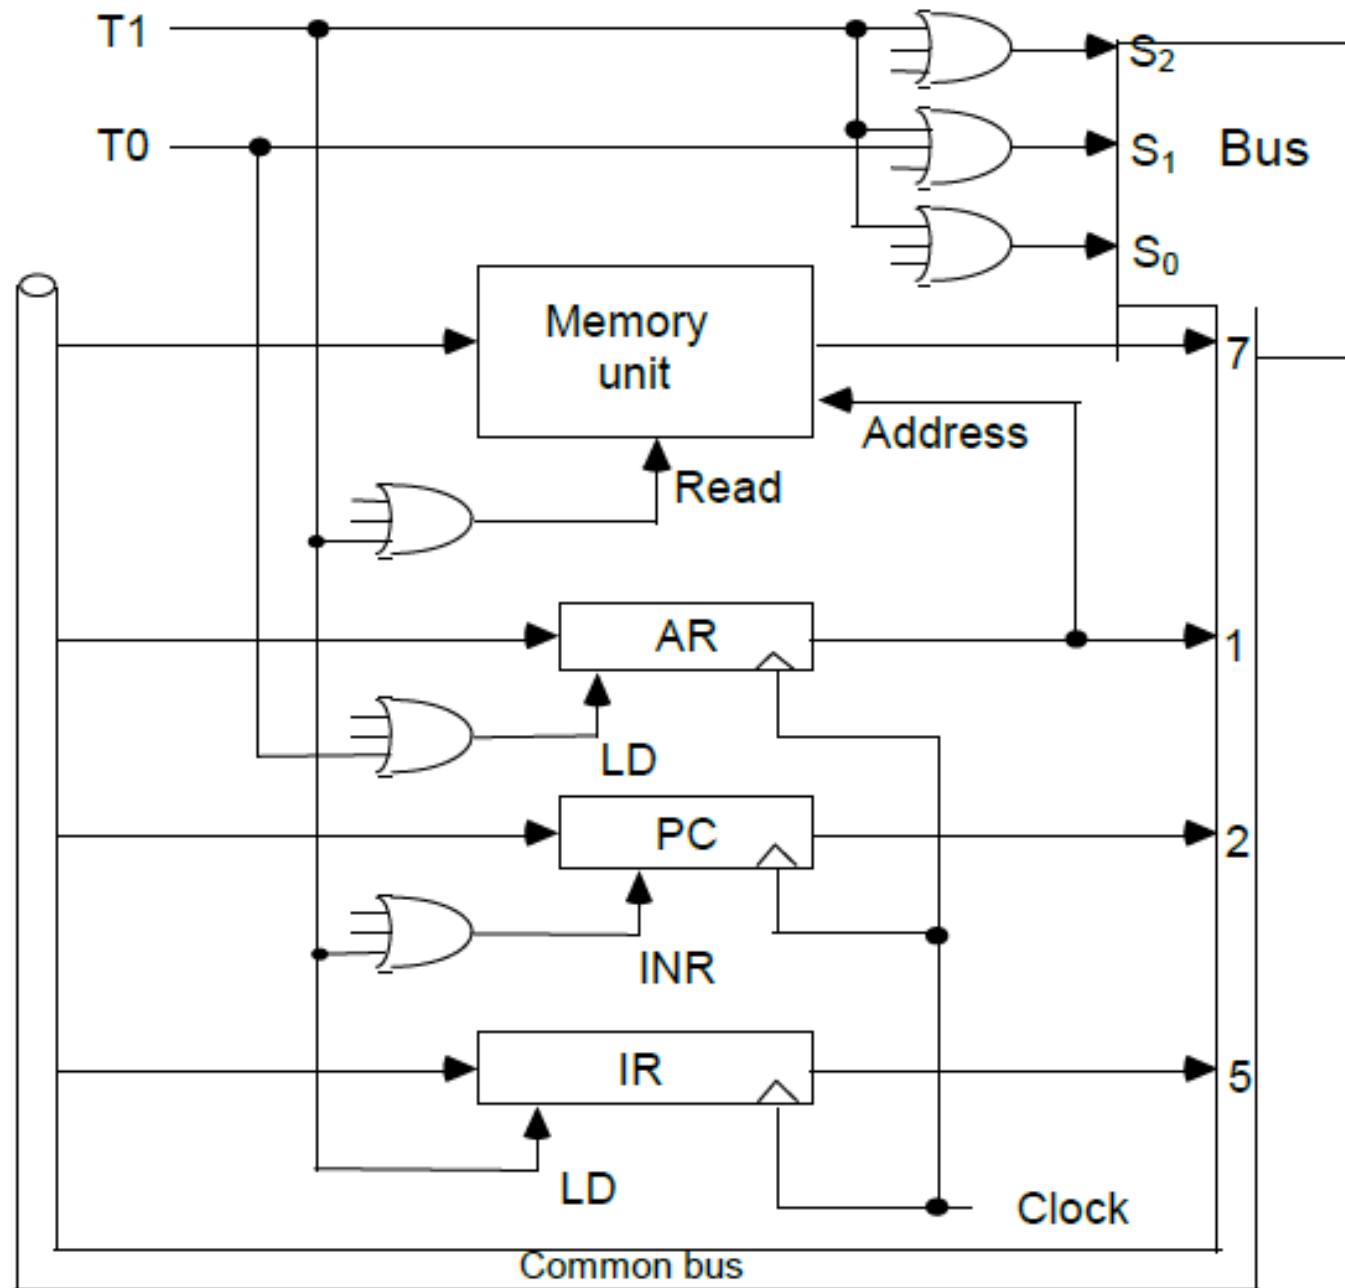 T1
S2
T0
S1 Bus
S0
Memory
unit
7
Address
Read
AR
1
LD
PC
2
INR
IR
5
LD
Clock
Common bus